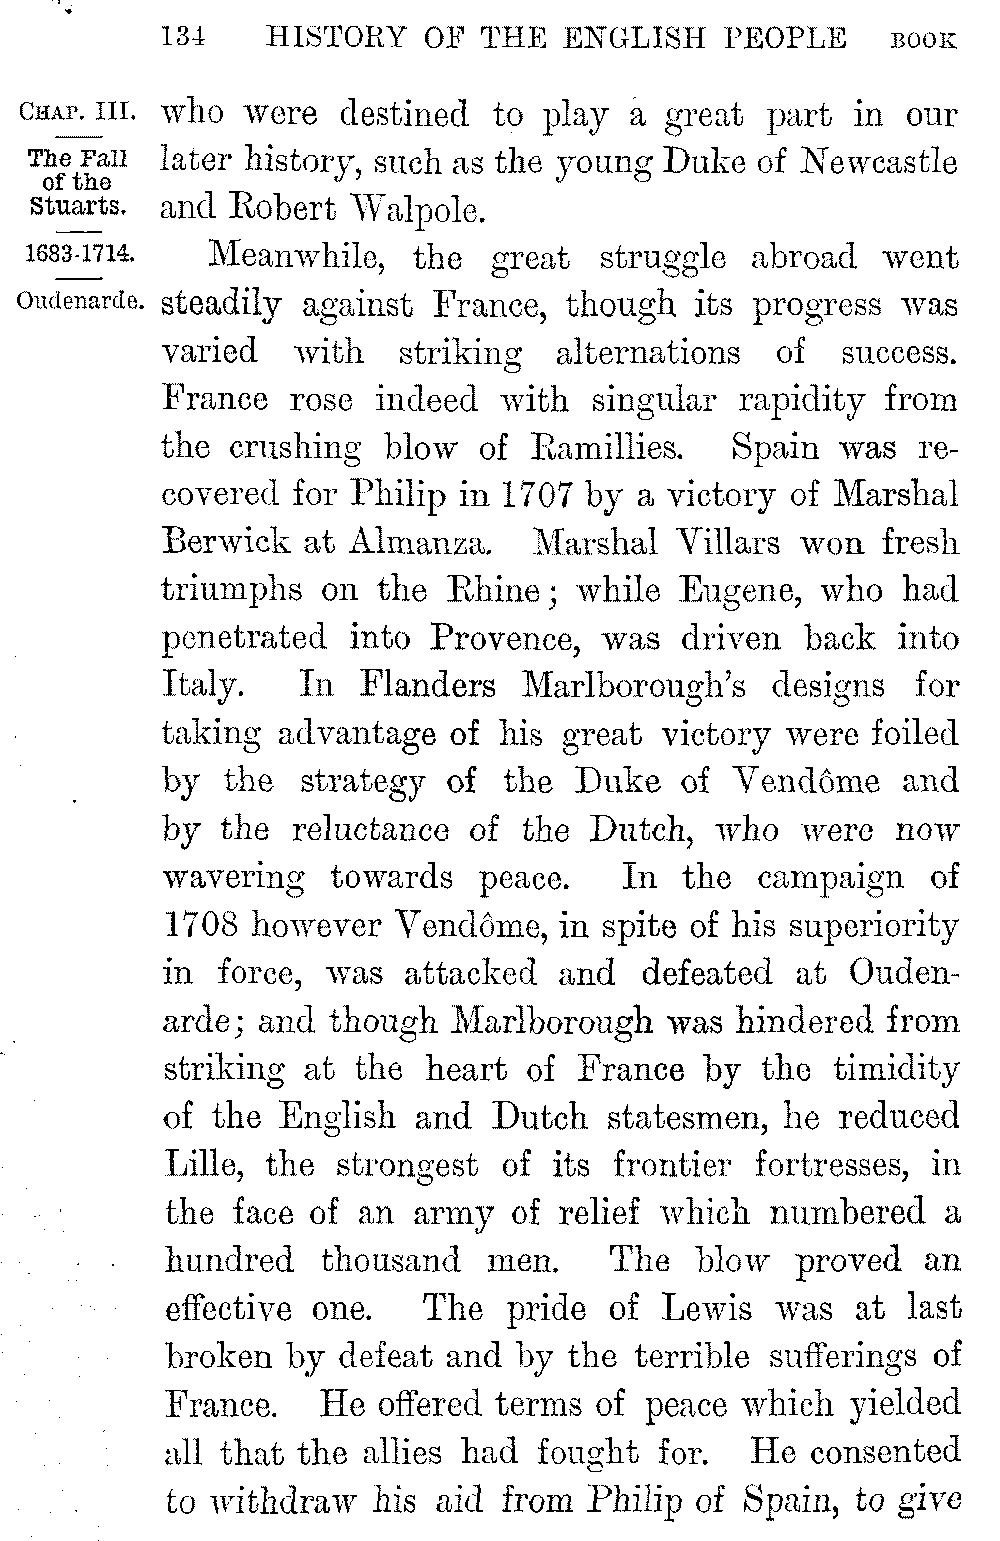 134 HISTORY OF THE ENGLISH PEOPLE BOOK
CHAP. III.
The Fall
of the
Stuarts.
1683-1714.
Oudenarde.
who were destined to play a great part in our
later history, such as the young Duke of Newcastle
and Robert Walpole.
Meanwhile, the great struggle abroad went
steadily against France, though its progress was
varied with striking alternations of success.
France rose indeed with singular rapidity from
the crushing blow of Ramillies. Spain was re-
covered for Philip in 1707 by a victory of Marshal
Berwick at Almanza. Marshal Villars won fresh
triumphs on the Rhine; while Eugene, who had
penetrated into Provence, was driven back into
Italy. In Flanders Marlborough's designs for
taking advantage of his great victory were foiled
by the strategy of the Duke of Vendôme and
by the reluctance of the Dutch, who were now
wavering towards peace. In the campaign of
1708 however Vendôme, in spite of his superiority
in force, was attacked and defeated at Ouden-
arde; and though Marlborough was hindered from
striking at the heart of France by the timidity
of the English and Dutch statesmen, he reduced
Lille, the strongest of its frontier fortresses, in
the face of an army of relief which numbered a
hundred thousand men. The blow proved an
effective one. The pride of Lewis was at last
broken by defeat and by the terrible sufferings of
France. He offered terms of peace which yielded
all that the allies had fought for. He consented
to withdraw his aid from Philip of Spain, to give